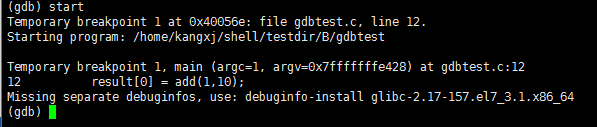 (gdb) start
Temporary breakpoint 1 at 0x40056e: file gdbtest.c, line 12.
Starting program: /home/kangxj/shell/testdir/B/gdbtest

Temporary breakpoint 1, main (argc=1, argv=0x7fffffffe428) at gdbtest.c:12
12          result[0] = add(1,10);
Missing separate debuginfos, use: debuginfo-install glibc-2.17-157.el7_3.1.x86_64
(gdb)